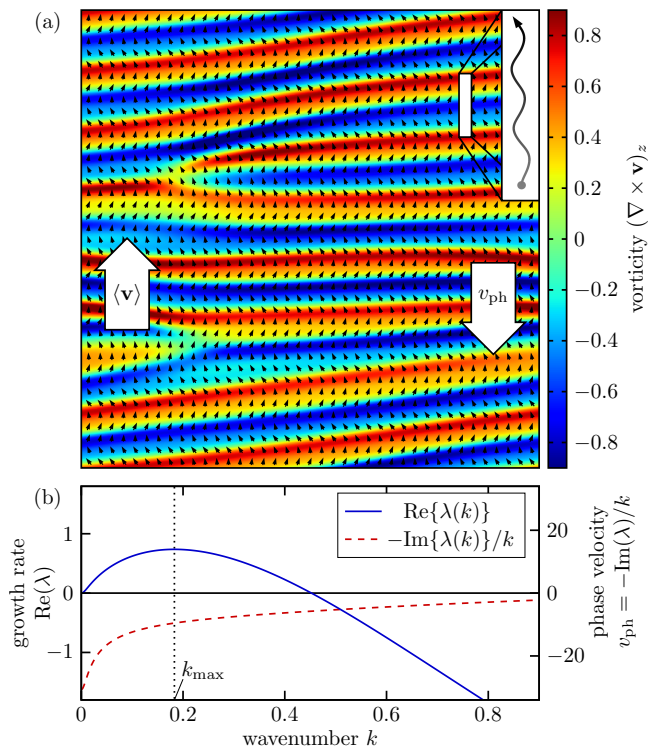 (a)
⟨v⟩
v_ph
0.8
0.6
0.4
0.2
0
−0.2
−0.4
−0.6
−0.8
vorticity (∇ × v)_z
(b)
growth rate
Re(λ)
1
0
−1
Re{λ(k)}
−Im{λ(k)}/k
k_max
20
0
−20
phase velocity
v_ph = −Im(λ)/k
0
0.2
0.4
0.6
0.8
wavenumber k